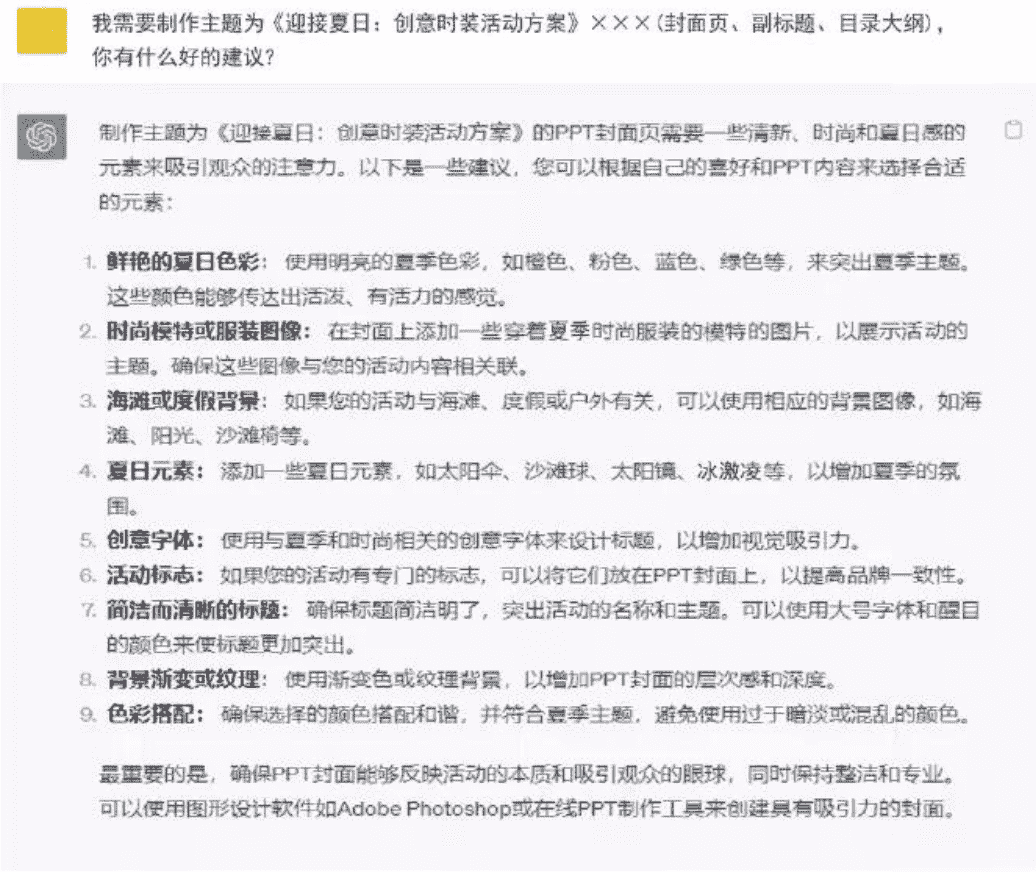 我需要制作主题为《迎接夏日：创意时装活动方案》×××(封面页、副标题、目录大纲)，
你有什么好的建议?
制作主题为《迎接夏日：创意时装活动方案》的PPT封面页需要一些清新、时尚和夏日感的
元素来吸引观众的注意力。以下是一些建议，您可以根据自己的喜好和PPT内容来选择合适
的元素：
1. 鲜艳的夏日色彩：使用明亮的夏季色彩，如橙色、粉色、蓝色、绿色等，来突出夏季主题。
这些颜色能够传达出活泼、有活力的感觉。
2. 时尚模特或服装图像：在封面上添加一些穿着夏季时尚服装的模特的图片，以展示活动的
主题。确保这些图像与您的活动内容相关联。
3. 海滩或度假背景：如果您的活动与海滩、度假或户外有关，可以使用相应的背景图像，如海
滩、阳光、沙滩椅等。
4. 夏日元素：添加一些夏日元素，如太阳伞、沙滩球、太阳镜、冰激凌等，以增加夏季的氛
围。
5. 创意字体：使用与夏季和时尚相关的创意字体来设计标题，以增加视觉吸引力。
6. 活动标志：如果您的活动有专门的标志，可以将它们放在PPT封面上，以提高品牌一致性。
7. 简洁而清晰的标题：确保标题简洁明了，突出活动的名称和主题。可以使用大号字体和醒目
的颜色来使标题更加突出。
8. 背景渐变或纹理：使用渐变色或纹理背景，以增加PPT封面的层次感和深度。
9. 色彩搭配：确保选择的颜色搭配和谐，并符合夏季主题，避免使用过于暗淡或混乱的颜色。
最重要的是，确保PPT封面能够反映活动的本质和吸引观众的眼球，同时保持整洁和专业。
可以使用图形设计软件如Adobe Photoshop或在线PPT制作工具来创建具有吸引力的封面。